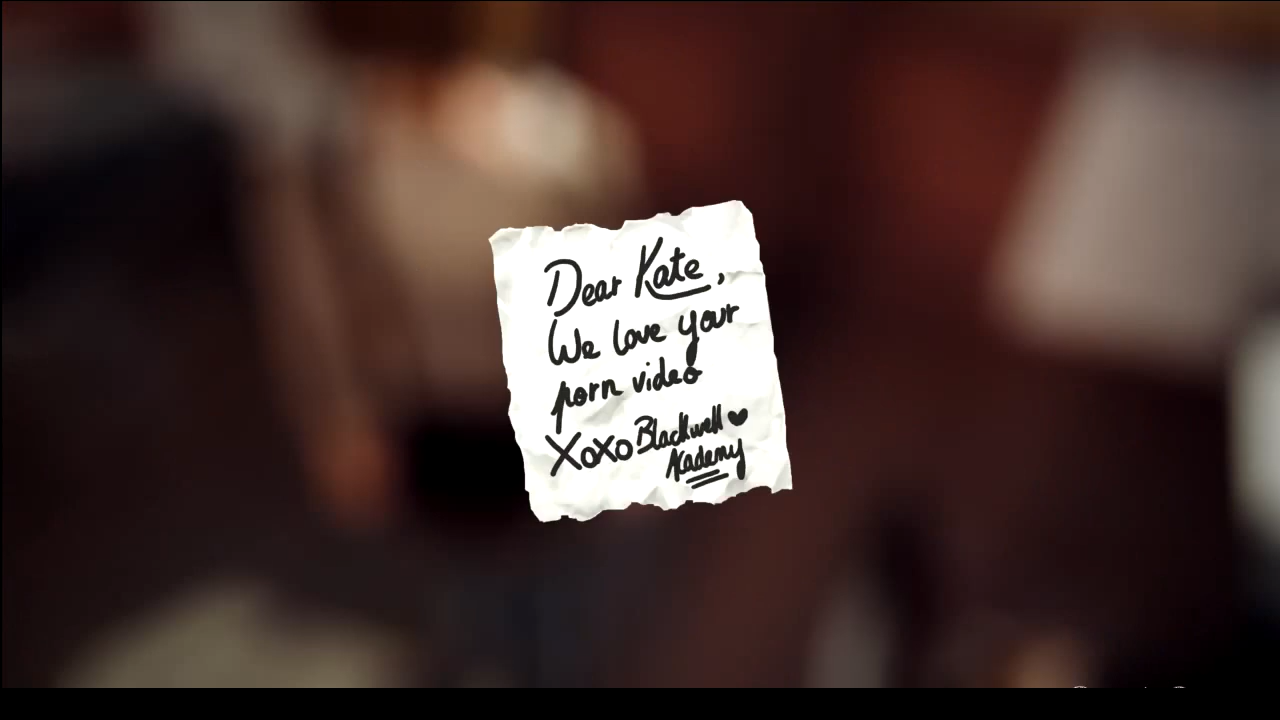 Dear Kate,
We love your
porn video
XoXo Blackwell
Academy